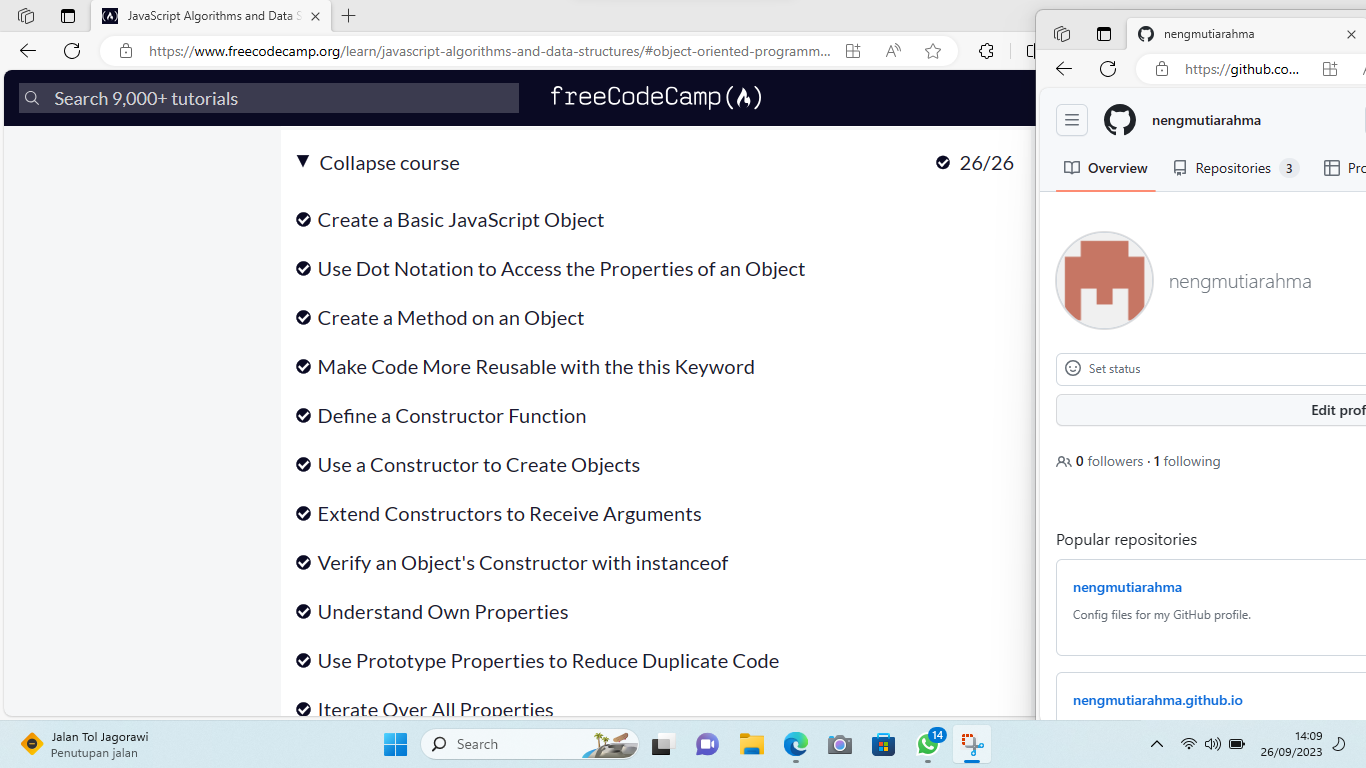 JavaScript Algorithms and Data S
https://www.freecodecamp.org/learn/javascript-algorithms-and-data-structures/#object-oriented-programm...
Search 9,000+ tutorials
freeCodeCamp
Collapse course
26/26
Create a Basic JavaScript Object
Use Dot Notation to Access the Properties of an Object
Create a Method on an Object
Make Code More Reusable with the this Keyword
Define a Constructor Function
Use a Constructor to Create Objects
Extend Constructors to Receive Arguments
Verify an Object's Constructor with instanceof
Understand Own Properties
Use Prototype Properties to Reduce Duplicate Code
Iterate Over All Properties
nengmutiarahma
https://github.co...
nengmutiarahma
Overview
Repositories 3
Pro
nengmutiarahma
Set status
Edit prof
0 followers · 1 following
Popular repositories
nengmutiarahma
Config files for my GitHub profile.
nengmutiarahma.github.io
Jalan Tol Jagorawi
Penutupan jalan
Search
14
14:09
26/09/2023